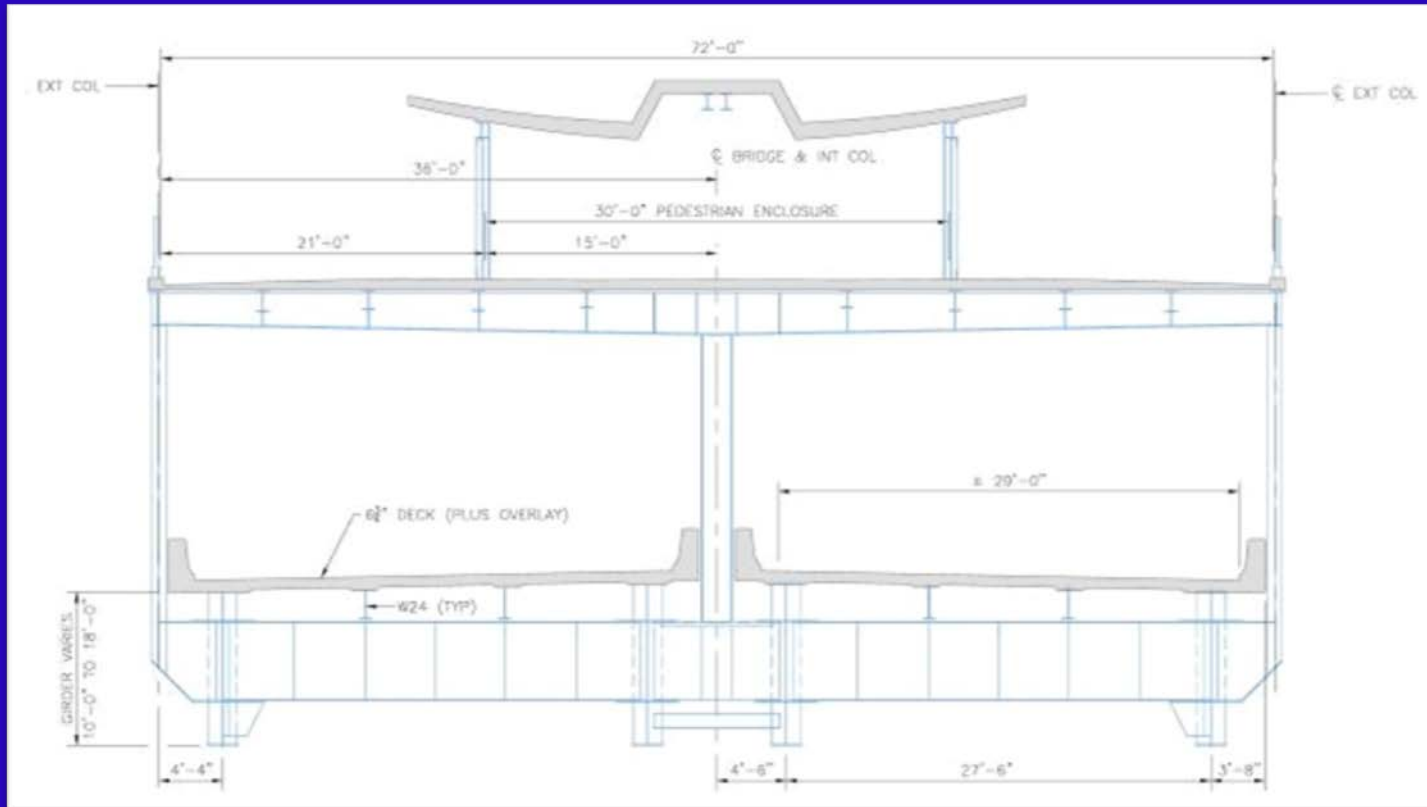 72'-0"
EXT COL
℄ EXT COL
℄ BRIDGE & INT COL
36'-0"
30'-0" PEDESTRIAN ENCLOSURE
21'-0"
15'-0"
± 29'-0"
6¾" DECK (PLUS OVERLAY)
W24 (TYP)
GIRDER VARIES
10'-0" TO 18'-0"
4'-4"
4'-6"
27'-6"
3'-8"